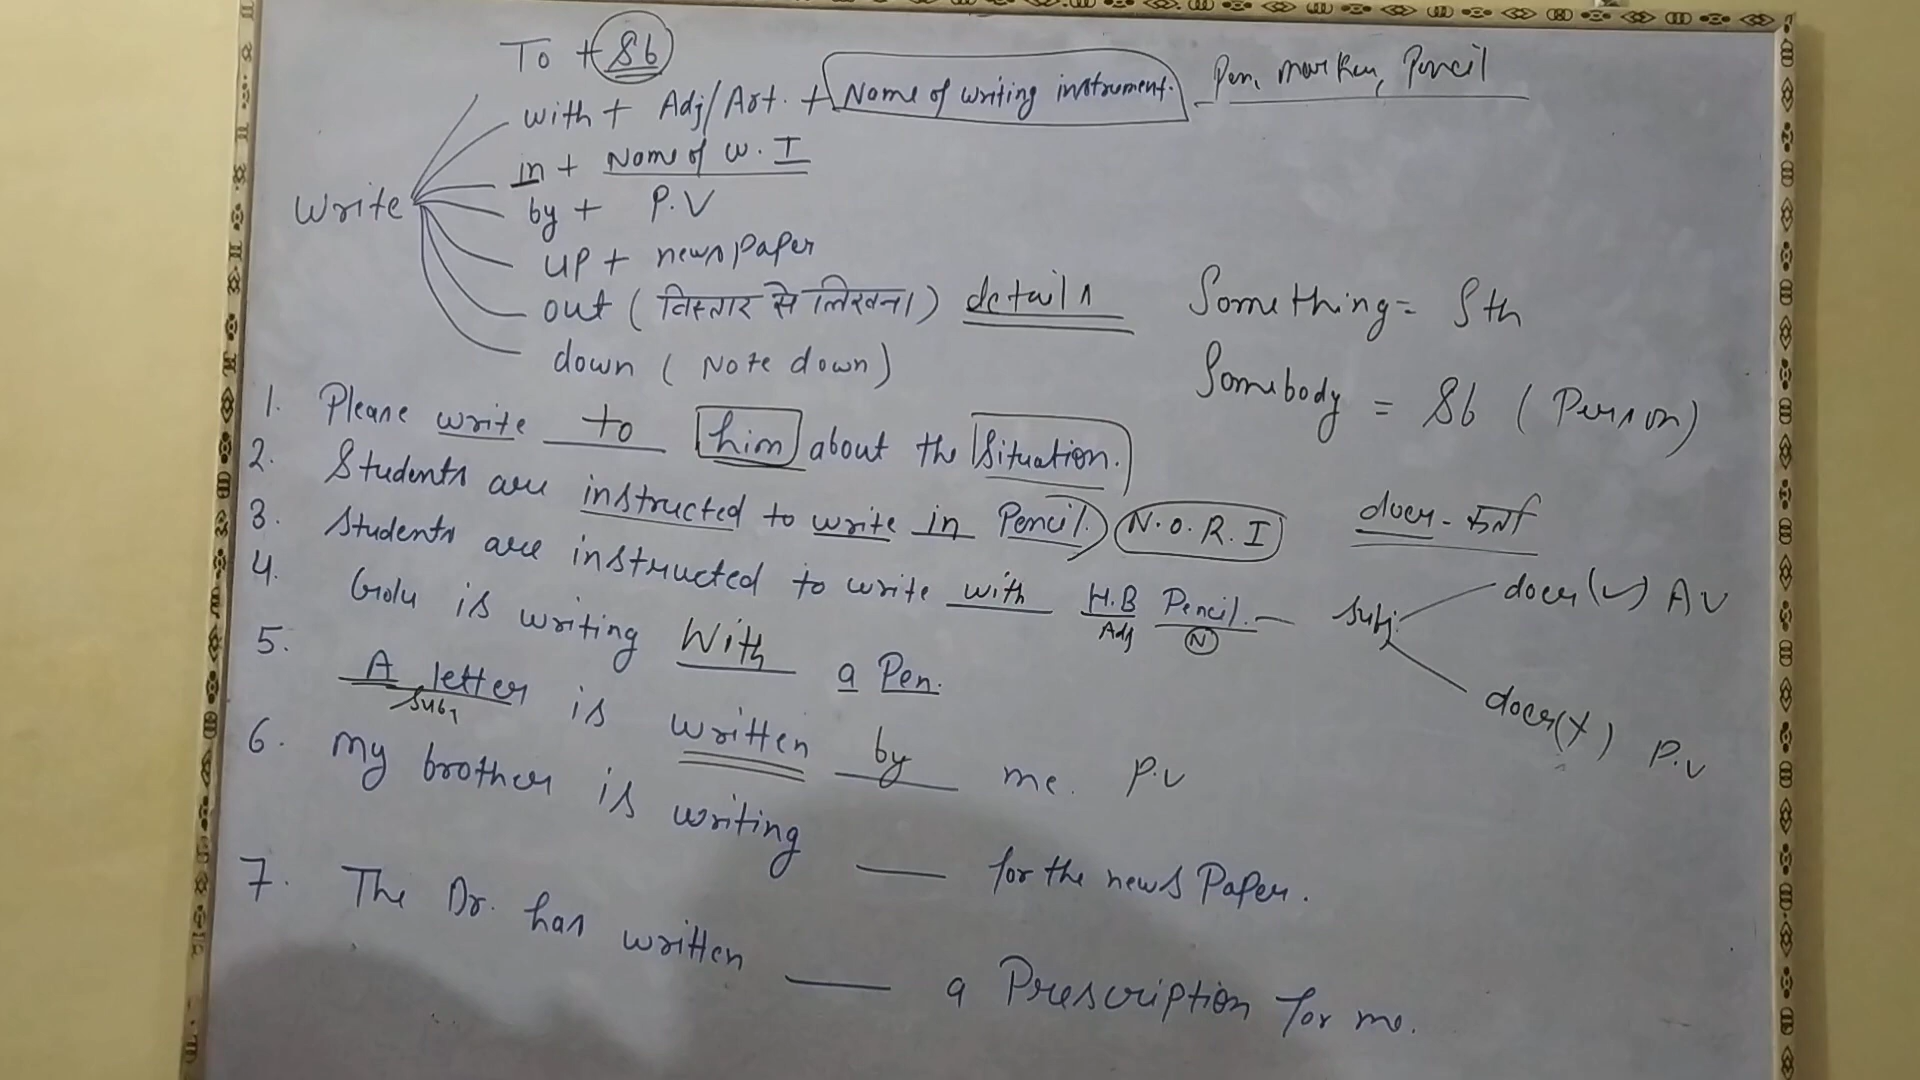 To + Sb
with + Adj/Art. + Name of writing instrument. Pen, marker, Pencil
in + Name of W. I
Write
by + P.V
up + newspaper
out ( विस्तार से लिखना ) details
Something = Sth
down ( Note down )
Somebody = Sb ( Person )
1. Please write to him about the situation.
2. Students are instructed to write in Pencil. N.O.R.I
3. Students are instructed to write with H.B Pencil.
Adj N
doer -
Subj. doer (✓) A V
doer (x) P.V
4. Golu is writing With a Pen.
5. A letter is written by me. P.V
Subj
6. My brother is writing ___ for the news Paper.
7. The Dr. has written ___ a Prescription for me.